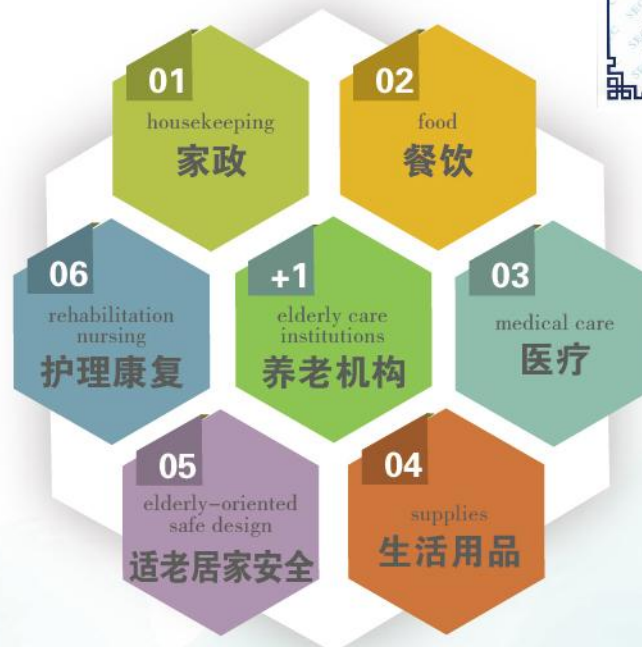 01
housekeeping
家政
02
food
餐饮
06
rehabilitation
nursing
护理康复
+1
elderly care
institutions
养老机构
03
medical care
医疗
05
elderly-oriented
safe design
适老居家安全
04
supplies
生活用品